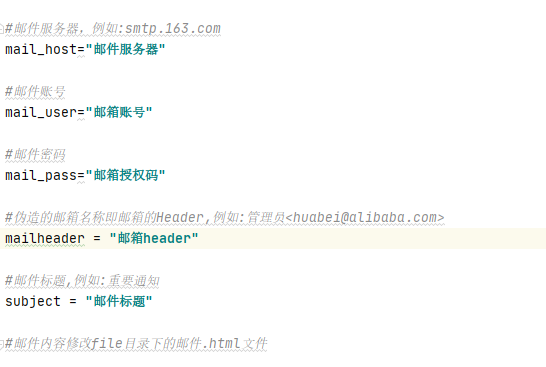 #邮件服务器，例如:smtp.163.com
mail_host="邮件服务器"
#邮件账号
mail_user="邮箱账号"
#邮件密码
mail_pass="邮箱授权码"
#伪造的邮箱名称即邮箱的Header,例如:管理员<huabei@alibaba.com>
mailheader = "邮箱header"
#邮件标题,例如:重要通知
subject = "邮件标题"
#邮件内容修改file目录下的邮件.html文件